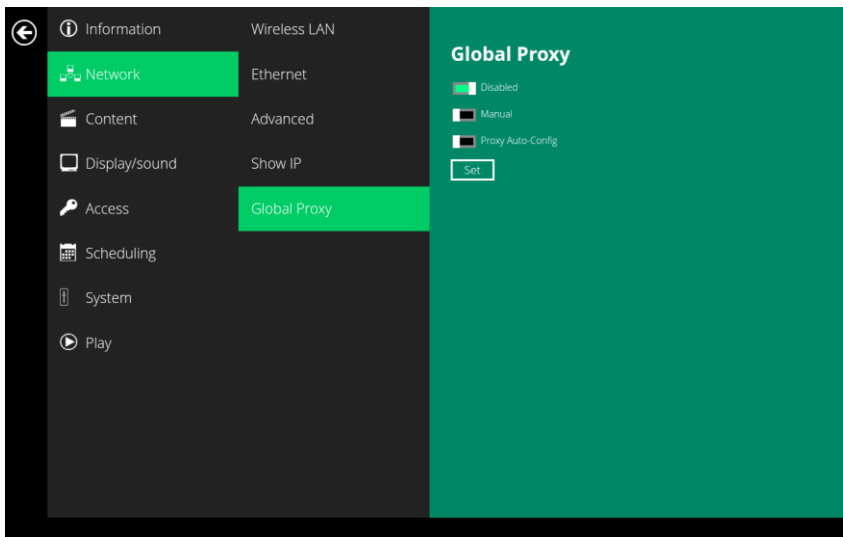 Information
Network
Content
Display/sound
Access
Scheduling
System
Play
Wireless LAN
Ethernet
Advanced
Show IP
Global Proxy
Global Proxy
Disabled
Manual
Proxy Auto-Config
Set